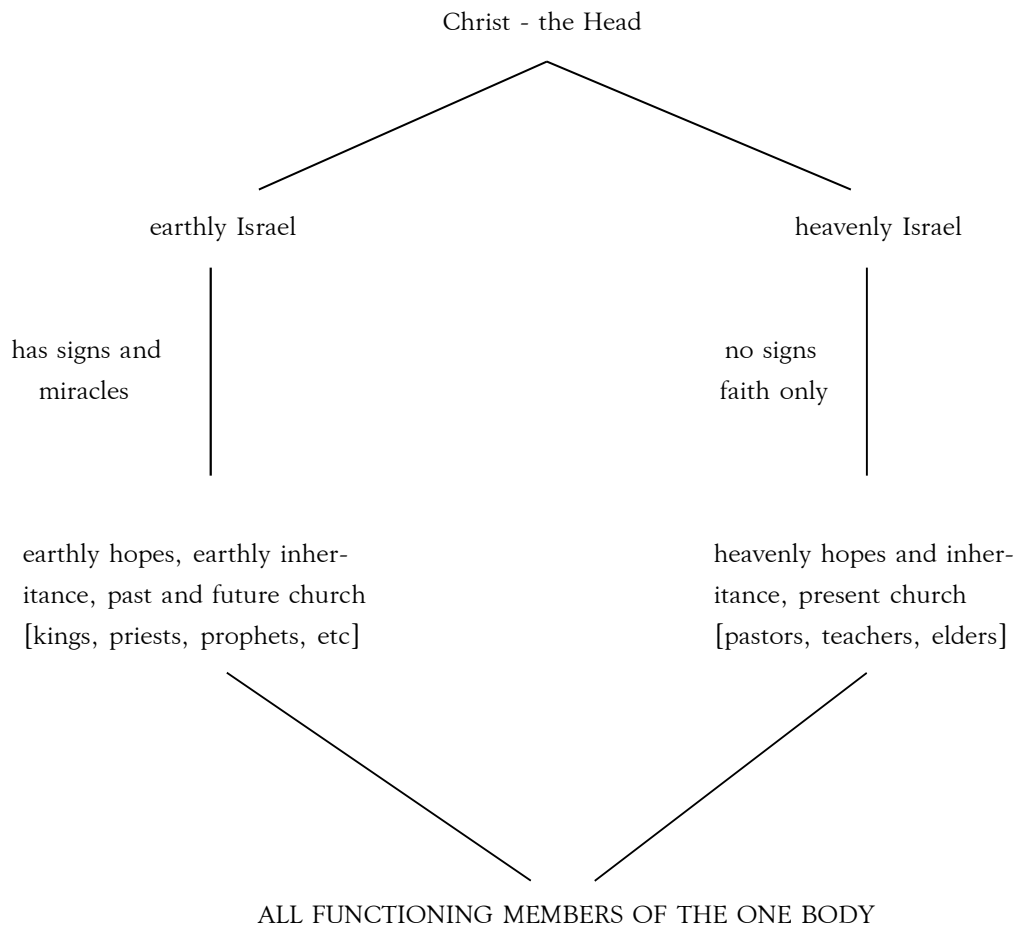 Christ - the Head
earthly Israel
heavenly Israel
has signs and
miracles
no signs
faith only
earthly hopes, earthly inher-
itance, past and future church
[kings, priests, prophets, etc]
heavenly hopes and inher-
itance, present church
[pastors, teachers, elders]
ALL FUNCTIONING MEMBERS OF THE ONE BODY